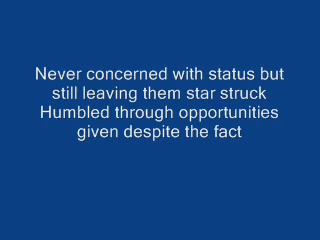 Never concerned with status but
still leaving them star struck
Humbled through opportunities
given despite the fact